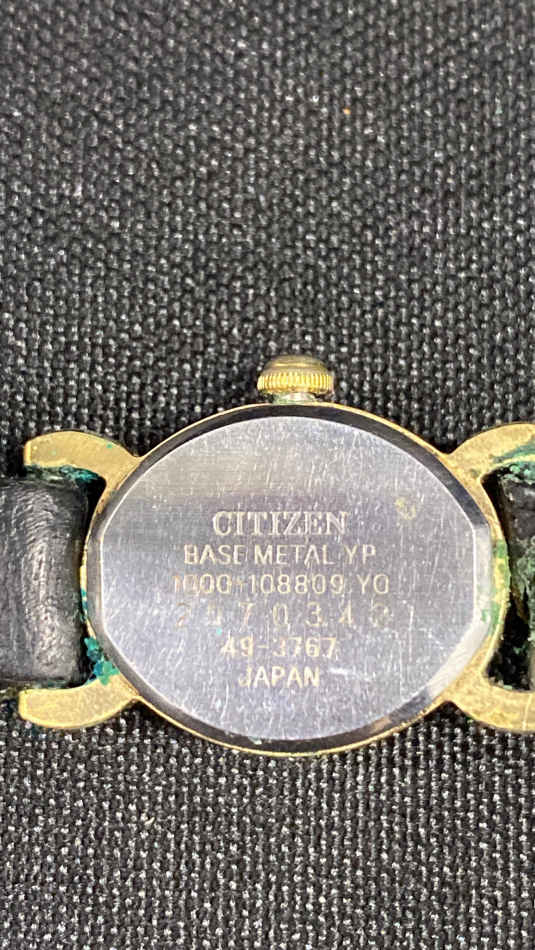 CITIZEN
BASE METAL YP
1000-108809 YO
49-3767
JAPAN